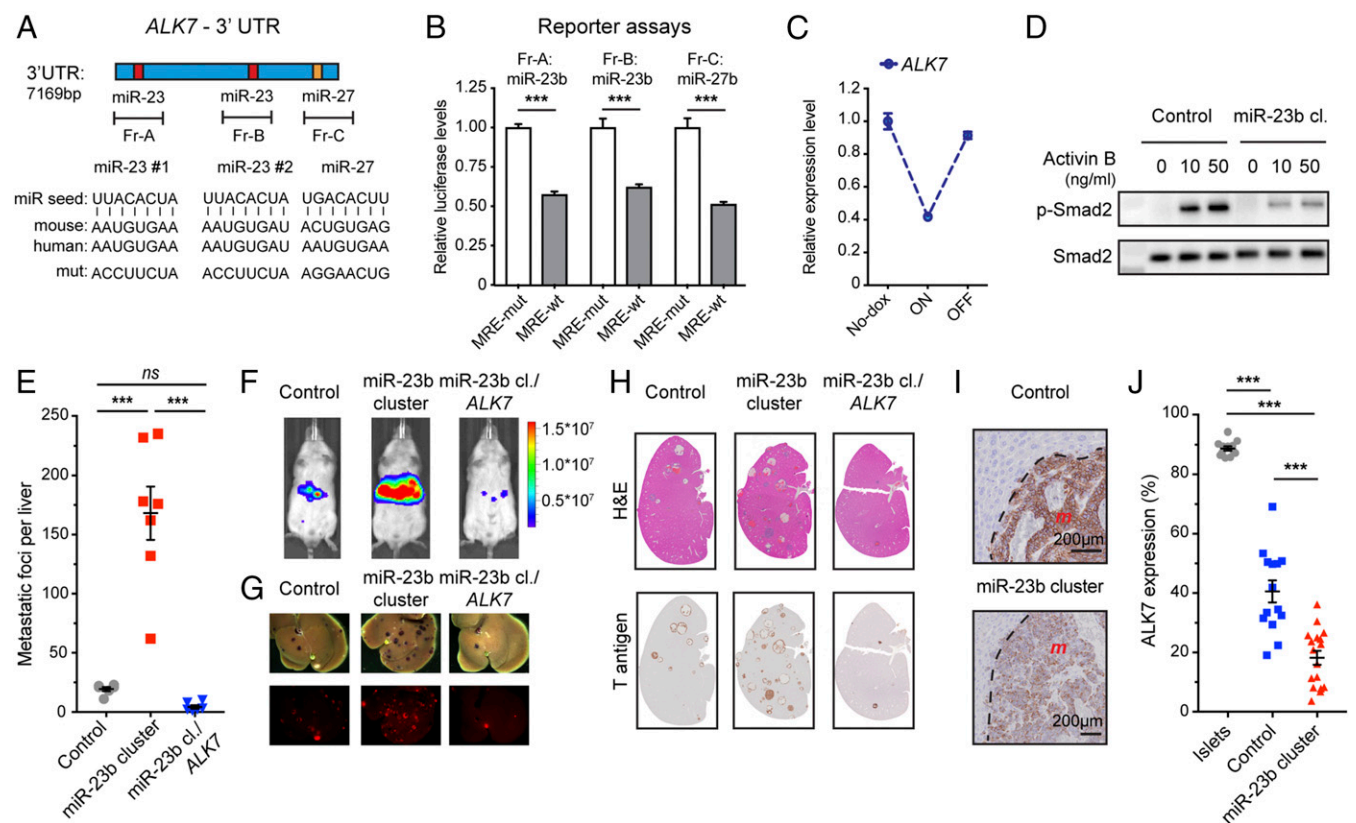 A
ALK7 - 3' UTR
3'UTR:
7169bp
miR-23 miR-23 miR-27
Fr-A Fr-B Fr-C
miR-23 #1 miR-23 #2 miR-27
miR seed: UUACACUA UUACACUA UGACACUU
mouse: AAUGUGAA AAUGUGAU ACUGUGAG
human: AAUGUGAA AAUGUGAU AAUGUGAA
mut: ACCUUCUA ACCUUCUA AGGAACUG
B
Reporter assays
Fr-A: Fr-B: Fr-C:
miR-23b miR-23b miR-27b
*** *** ***
Relative luciferase levels
1.25
1.00
0.75
0.50
0.25
0
MRE-mut MRE-wt MRE-mut MRE-wt MRE-mut MRE-wt
C
ALK7
Relative expression level
1.2
1.0
0.8
0.6
0.4
0.2
0
No-dox ON OFF
D
Control miR-23b cl.
Activin B 0 10 50 0 10 50
(ng/ml)
p-Smad2
Smad2
E
ns
*** ***
Metastatic foci per liver
250
200
150
100
50
25
0
Control miR-23b cluster miR-23b cl./
ALK7
F
Control miR-23b miR-23b cl./
cluster ALK7
1.5*10⁷
1*10⁷
0.5*10⁷
G
Control miR-23b miR-23b cl./
cluster ALK7
H
Control miR-23b miR-23b cl./
cluster ALK7
H&E
T antigen
I
Control
m
200µm
miR-23b cluster
m
200µm
J
***
***
***
ALK7 expression (%)
100
80
60
40
20
0
Islets Control miR-23b cluster